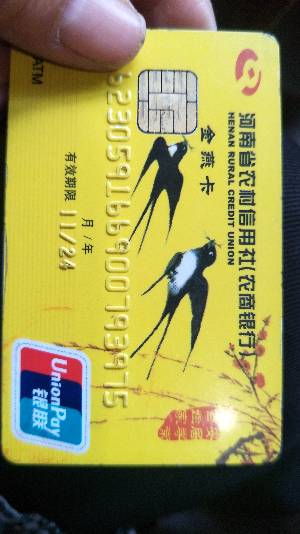 河南省农村信用社(农商银行)
HENAN RURAL CREDIT UNION
金燕卡
月/年
有效期限 11/24
ATM
UnionPay
银联